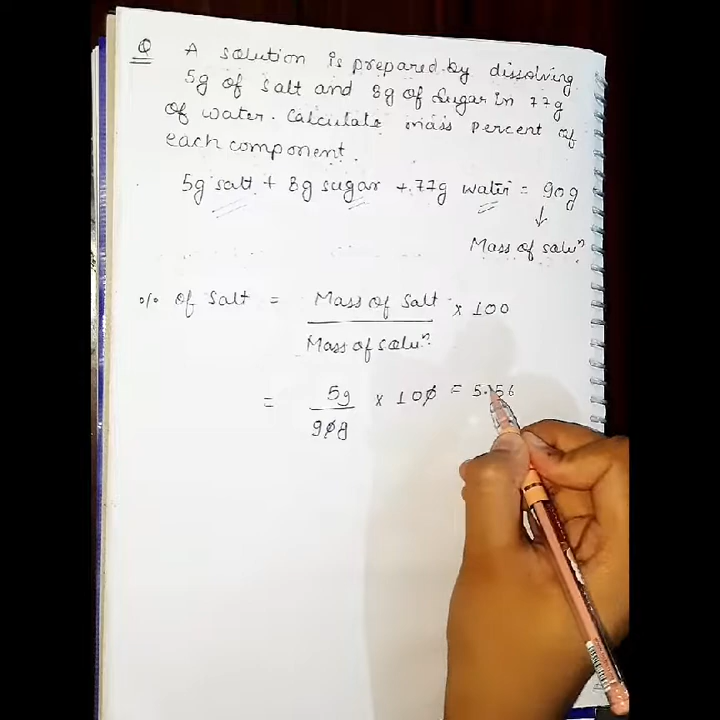 Q A solution is prepared by dissolving
5g of salt and 8g of sugar in 77g
of water. Calculate mass percent of
each component.
5g salt + 8g sugar + 77g water = 90g
↓
Mass of soluⁿ
% of salt = Mass of salt × 100
Mass of soluⁿ
= 5g × 100 = 5.56
90g